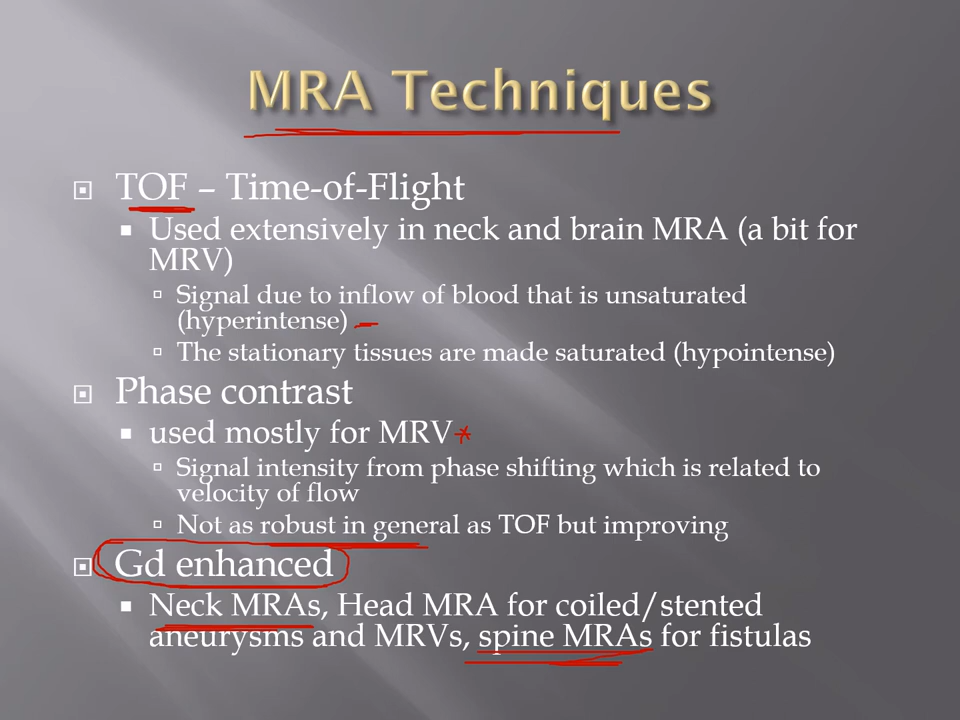 MRA Techniques
TOF – Time-of-Flight
Used extensively in neck and brain MRA (a bit for
MRV)
Signal due to inflow of blood that is unsaturated
(hyperintense)
The stationary tissues are made saturated (hypointense)
Phase contrast
used mostly for MRV*
Signal intensity from phase shifting which is related to
velocity of flow
Not as robust in general as TOF but improving
Gd enhanced
Neck MRAs, Head MRA for coiled/stented
aneurysms and MRVs, spine MRAs for fistulas